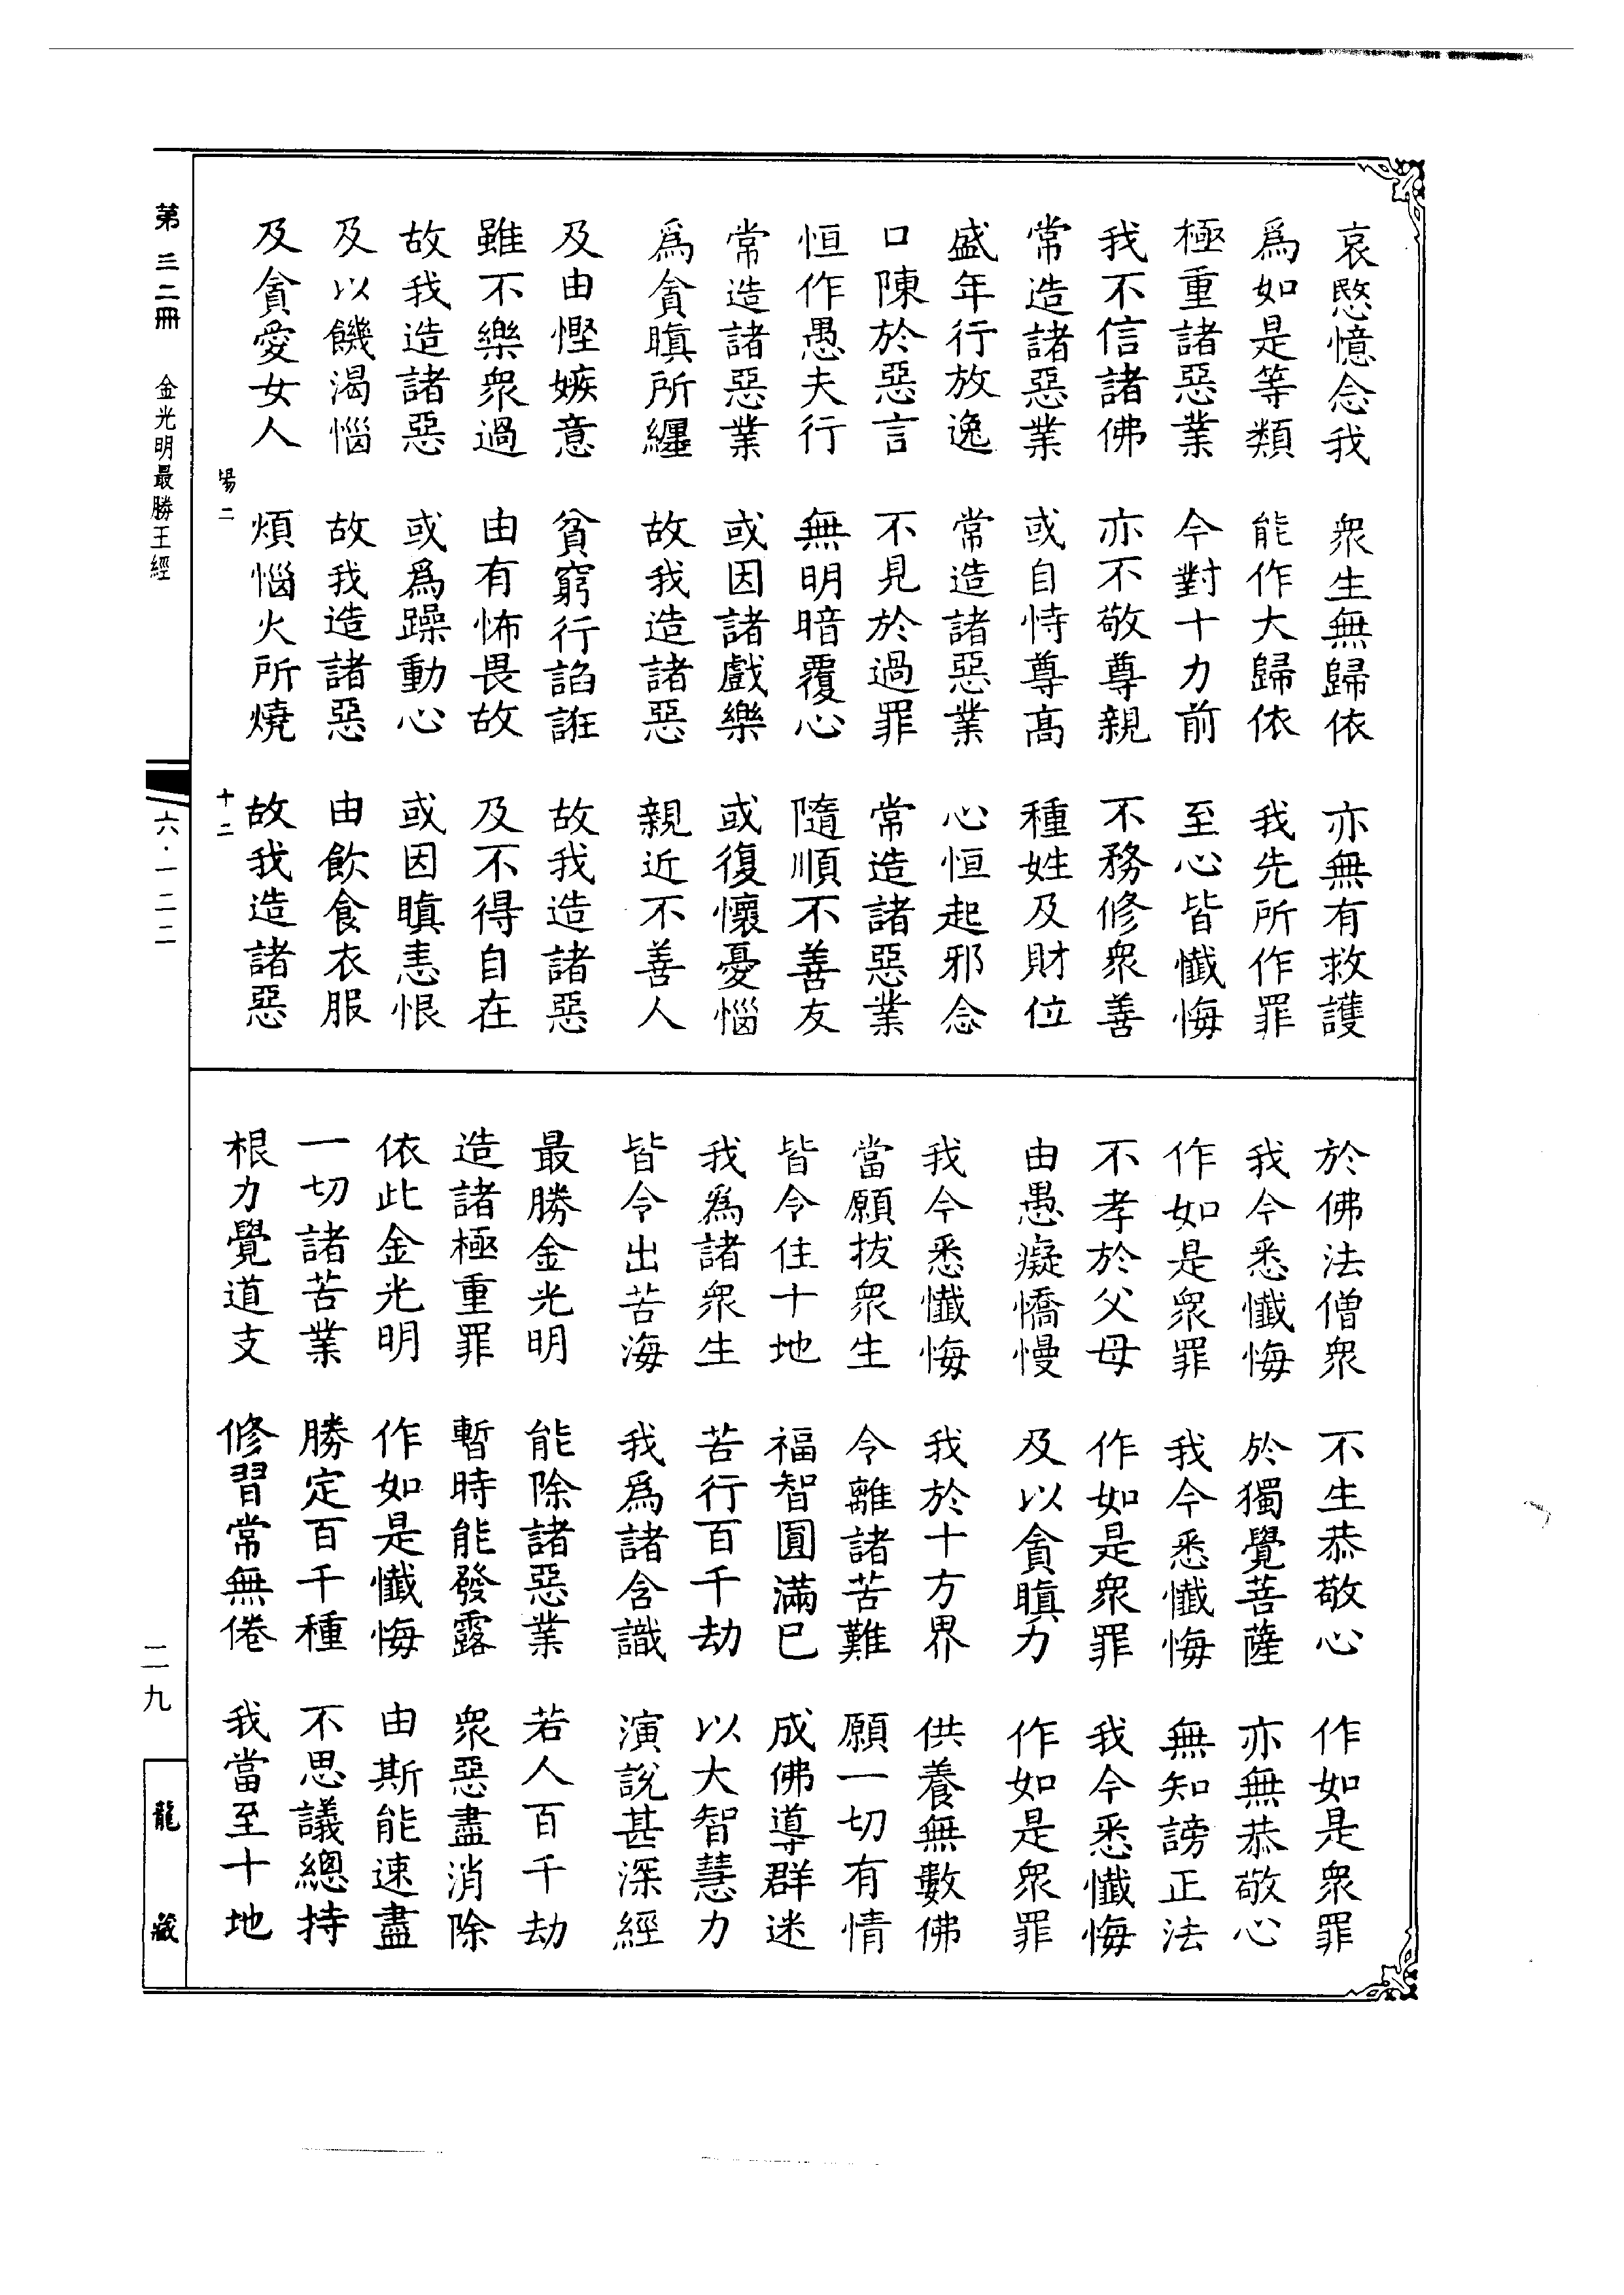 哀愍憶念我　衆生無歸依　亦無有救護
爲如是等類　能作大歸依　我先所作罪
極重諸惡業　今對十力前　至心皆懺悔
我不信諸佛　亦不敬尊親　不務修衆善
常造諸惡業　或自恃尊高　種姓及財位
盛年行放逸　常造諸惡業　心恒起邪念
口陳於惡言　不見於過罪　常造諸惡業
恒作愚夫行　無明暗覆心　隨順不善友
常造諸惡業　或因諸戲樂　或復懷憂惱
爲貪瞋所纏　故我造諸惡　親近不善人
及由慳嫉意　貧窮行諂誑　故我造諸惡
雖不樂衆過　由有怖畏故　及不得自在
故我造諸惡　或爲躁動心　或因瞋恚恨
及以饑渴惱　故我造諸惡　由飲食衣服
及貪愛女人　煩惱火所燒　故我造諸惡
於佛法僧衆　不生恭敬心　作如是衆罪
我今悉懺悔　於獨覺菩薩　亦無恭敬心
作如是衆罪　我今悉懺悔　無知謗正法
不孝於父母　作如是衆罪　我今悉懺悔
由愚癡憍慢　及以貪瞋力　作如是衆罪
我今悉懺悔　我於十方界　供養無數佛
當願拔衆生　令離諸苦難　願一切有情
皆令住十地　福智圓滿已　成佛導群迷
我爲諸衆生　苦行百千劫　以大智慧力
皆令出苦海　我爲諸含識　演說甚深經
最勝金光明　能除諸惡業　若人百千劫
造諸極重罪　暫時能發露　衆惡盡消除
依此金光明　作如是懺悔　由斯能速盡
一切諸苦業　勝定百千種　不思議總持
根力覺道支　修習常無倦　我當至十地
場二　十二
第三二冊　金光明最勝王經　六·一二二　二九　龍藏